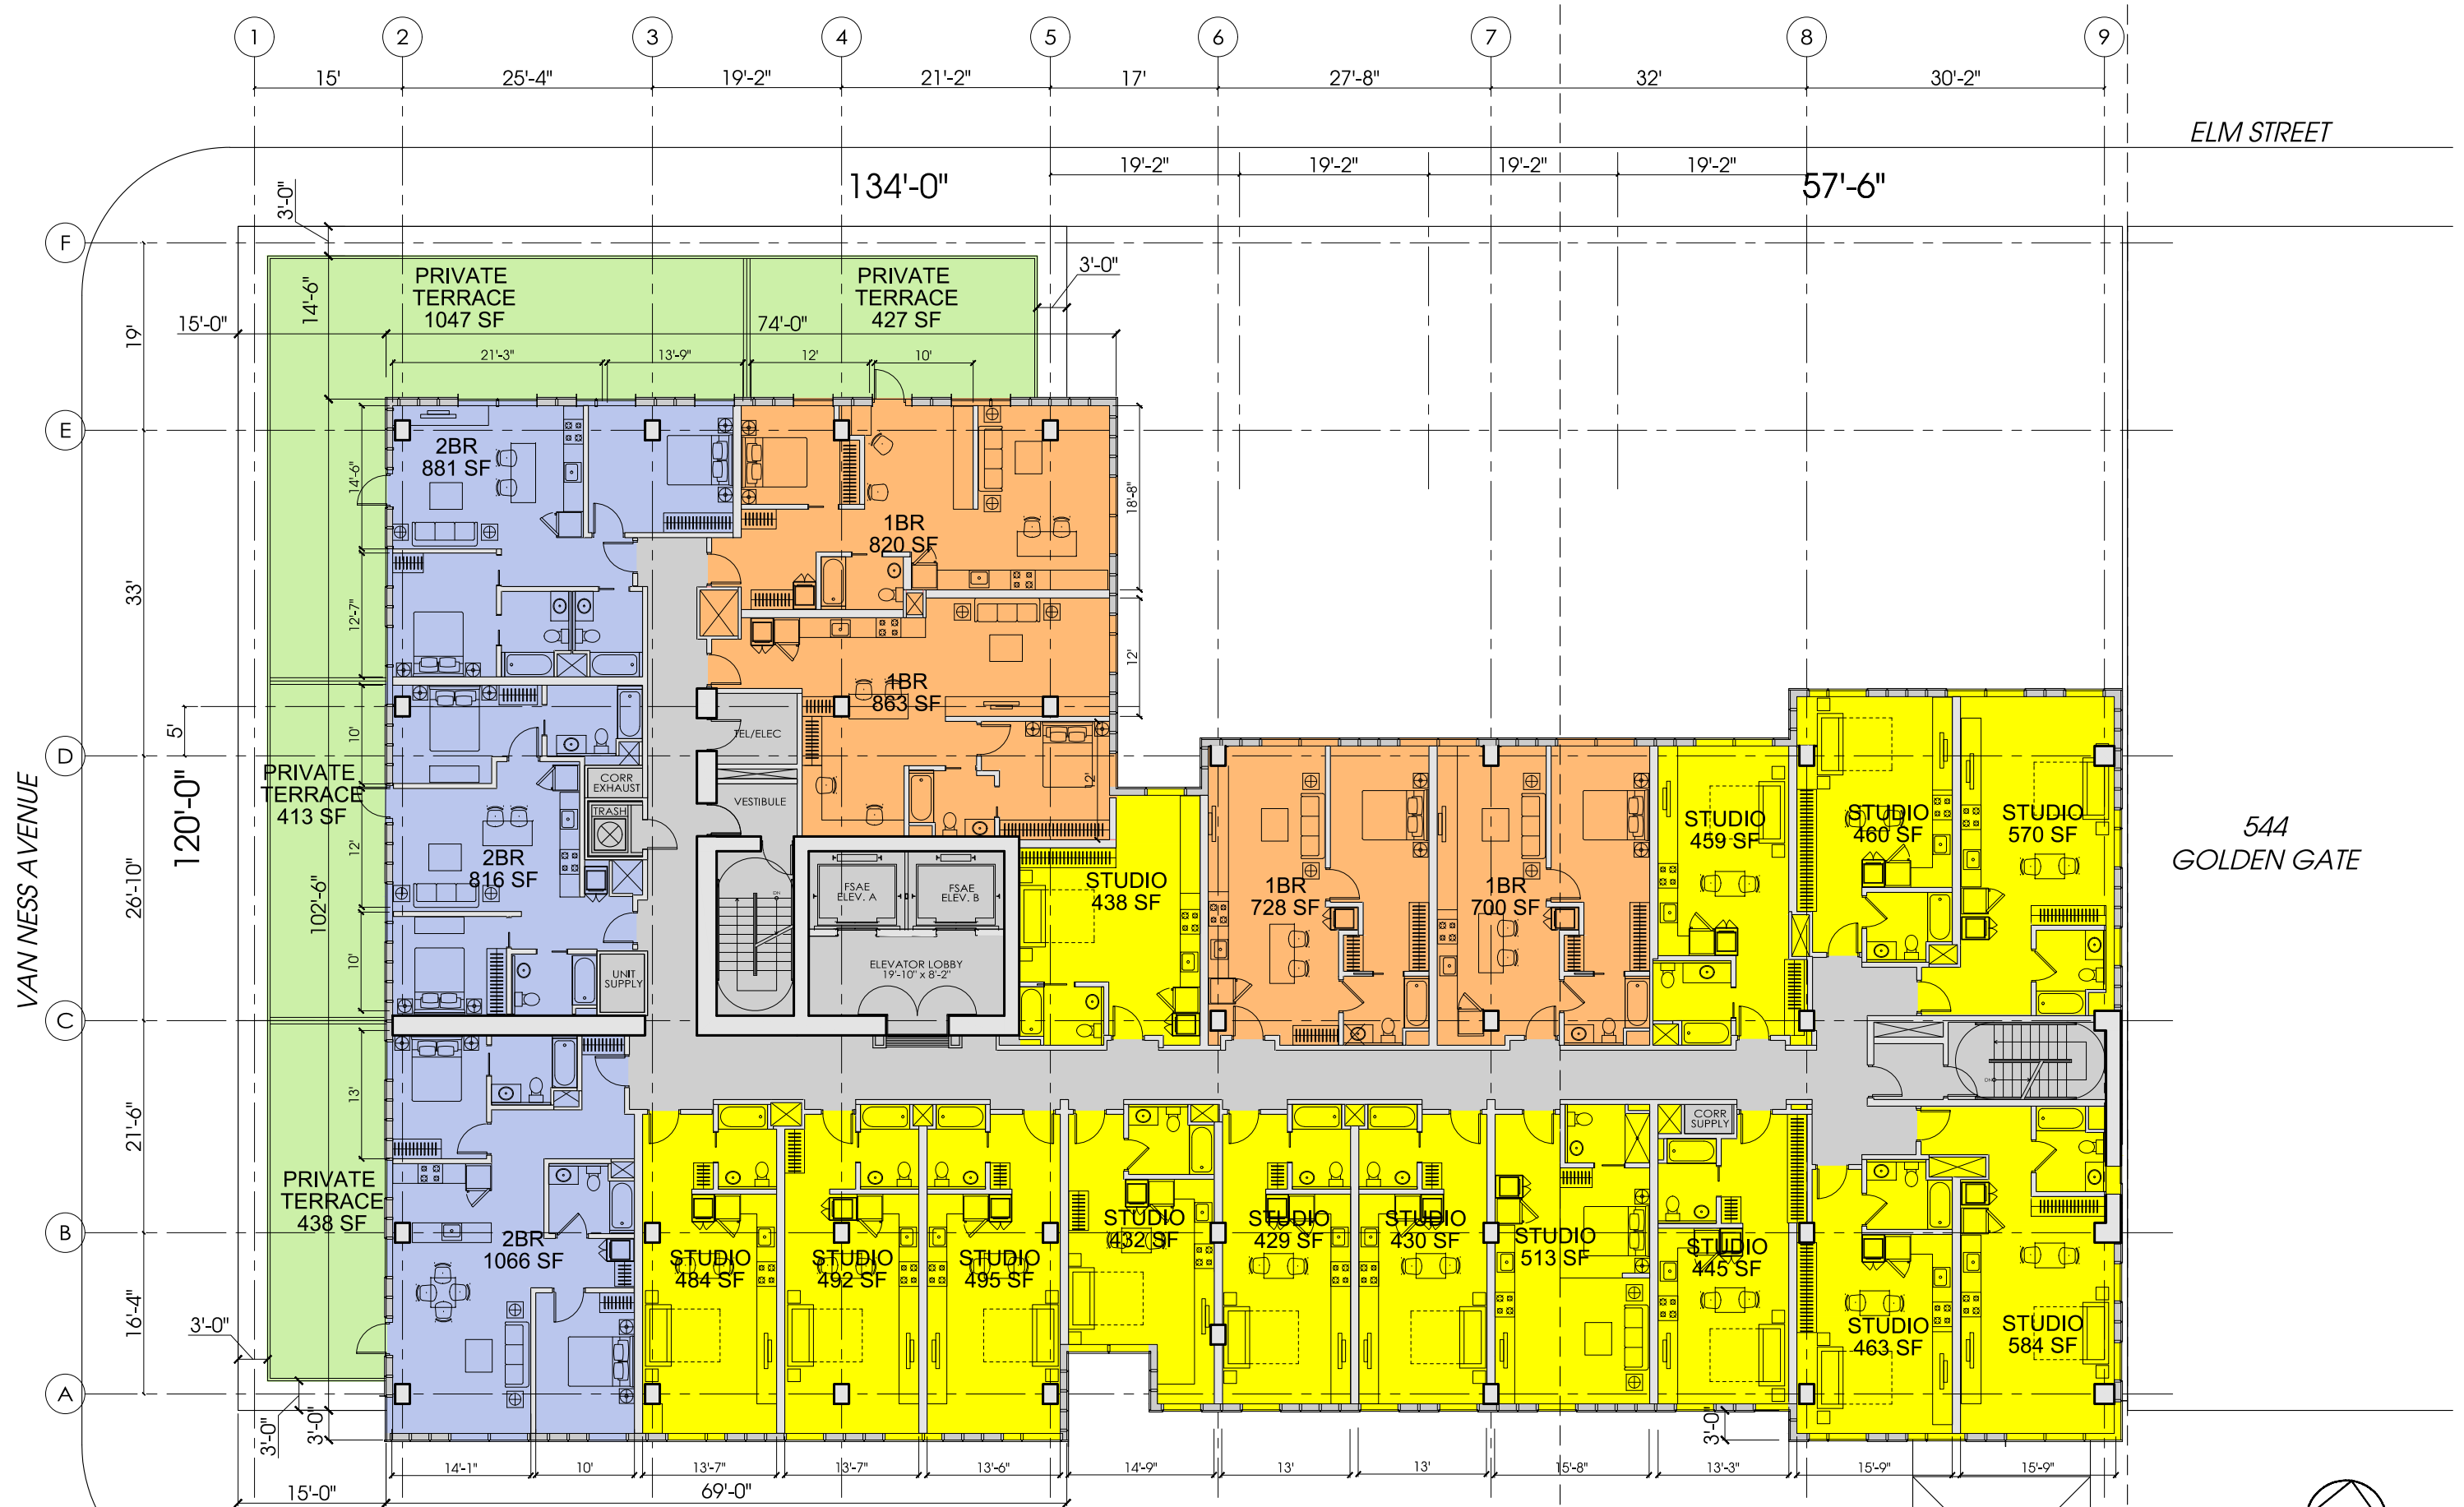 1
2
3
4
5
6
7
8
9
15'
25'-4"
19'-2"
21'-2"
17'
27'-8"
32'
30'-2"
ELM STREET
19'-2"
19'-2"
19'-2"
19'-2"
134'-0"
57'-6"
3'-0"
F
3'-0"
PRIVATE
TERRACE
1047 SF
PRIVATE
TERRACE
427 SF
14'-6"
15'-0"
74'-0"
19'
21'-3"
13'-9"
12'
10'
E
2BR
881 SF
14'-6"
18'-8"
1BR
820 SF
33'
12'-7"
12'
1BR
863 SF
5'
10'
TEL/ELEC
D
12'
PRIVATE
TERRACE
413 SF
CORR
EXHAUST
TRASH
VESTIBULE
VAN NESS AVENUE
120'-0"
STUDIO
459 SF
STUDIO
460 SF
STUDIO
570 SF
544
GOLDEN GATE
12'
2BR
816 SF
26'-10"
102'-6"
DN
FSAE
ELEV. A
FSAE
ELEV. B
STUDIO
438 SF
1BR
728 SF
1BR
700 SF
10'
UNIT
SUPPLY
ELEVATOR LOBBY
19'-10" x 8'-2"
C
13'
DN
21'-6"
CORR
SUPPLY
PRIVATE
TERRACE
438 SF
B
2BR
1066 SF
STUDIO
484 SF
STUDIO
492 SF
STUDIO
495 SF
STUDIO
432 SF
STUDIO
429 SF
STUDIO
430 SF
STUDIO
513 SF
STUDIO
445 SF
STUDIO
463 SF
STUDIO
584 SF
16'-4"
3'-0"
A
3'-0"
3'-0"
3'-0"
14'-1"
10'
13'-7"
13'-7"
13'-6"
14'-9"
13'
13'
15'-8"
13'-3"
15'-9"
15'-9"
15'-0"
69'-0"